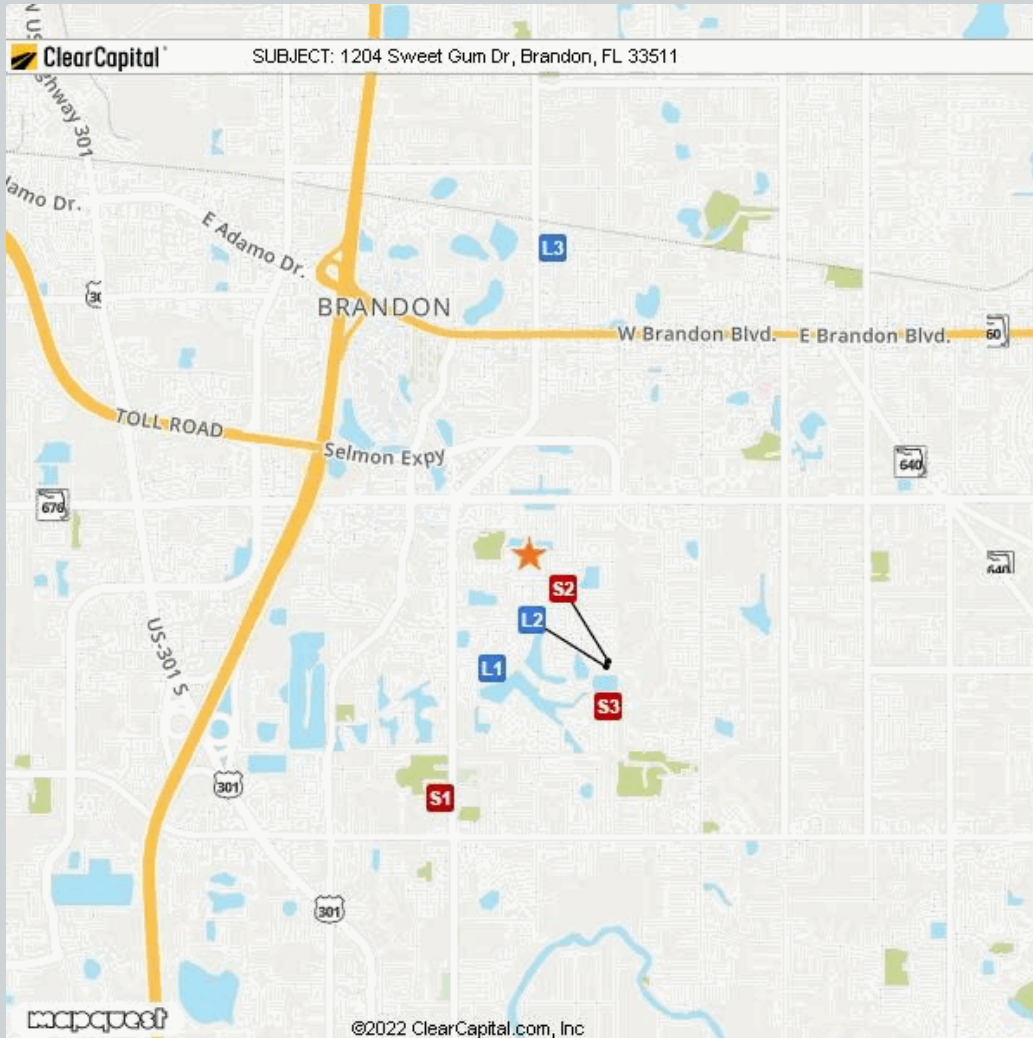 ClearCapital®
SUBJECT: 1204 Sweet Gum Dr, Brandon, FL 33511
ghway 301
amo Dr.
E Adamo Dr.
L3
BRANDON
W Brandon Blvd.
E Brandon Blvd.
60
TOLL ROAD
Selmon Expy
640
676
S2
L2
US-301 S
L1
S3
301
S1
301
mapquest
©2022 ClearCapital.com, Inc